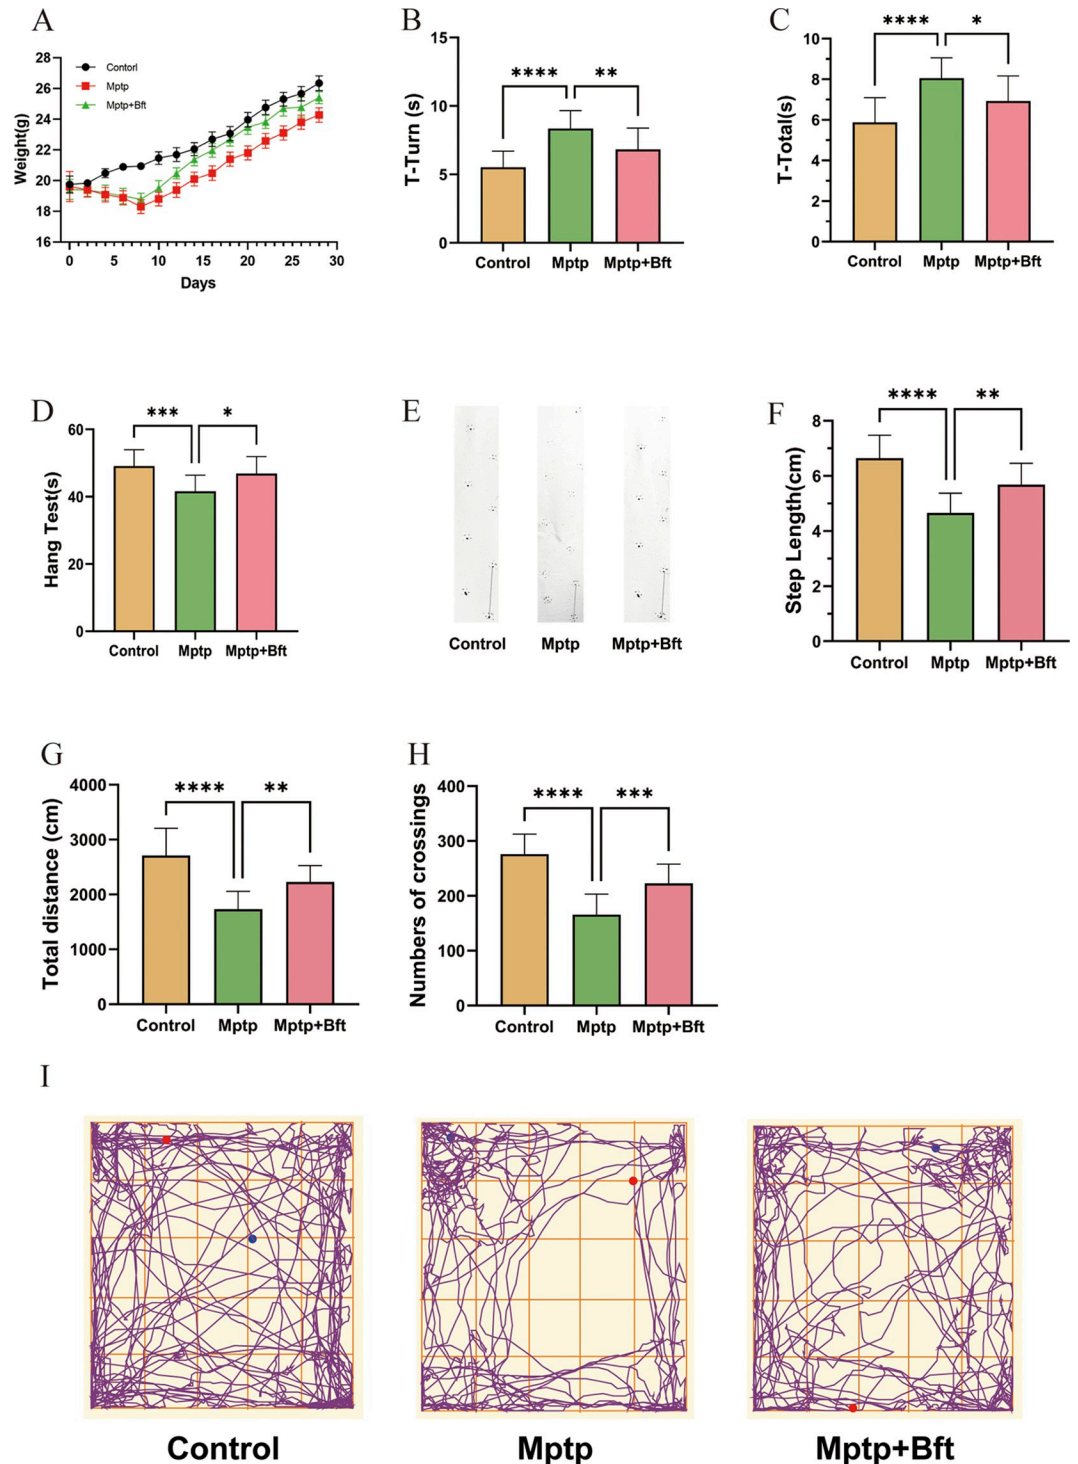 A
Weight(g)
28
26
24
22
20
18
16
Contorl
Mptp
Mptp+Bft
0 5 10 15 20 25 30
Days
B
T-Turn (s)
15
10
5
0
**** **
Control Mptp Mptp+Bft
C
T-Total(s)
10
8
6
4
2
0
**** *
Control Mptp Mptp+Bft
D
Hang Test(s)
60
40
20
0
*** *
Control Mptp Mptp+Bft
E
Control Mptp Mptp+Bft
F
Step Length(cm)
8
6
4
2
0
**** **
Control Mptp Mptp+Bft
G
Total distance (cm)
4000
3000
2000
1000
0
**** **
Control Mptp Mptp+Bft
H
Numbers of crossings
400
300
200
100
0
**** ***
Control Mptp Mptp+Bft
I
Control Mptp Mptp+Bft